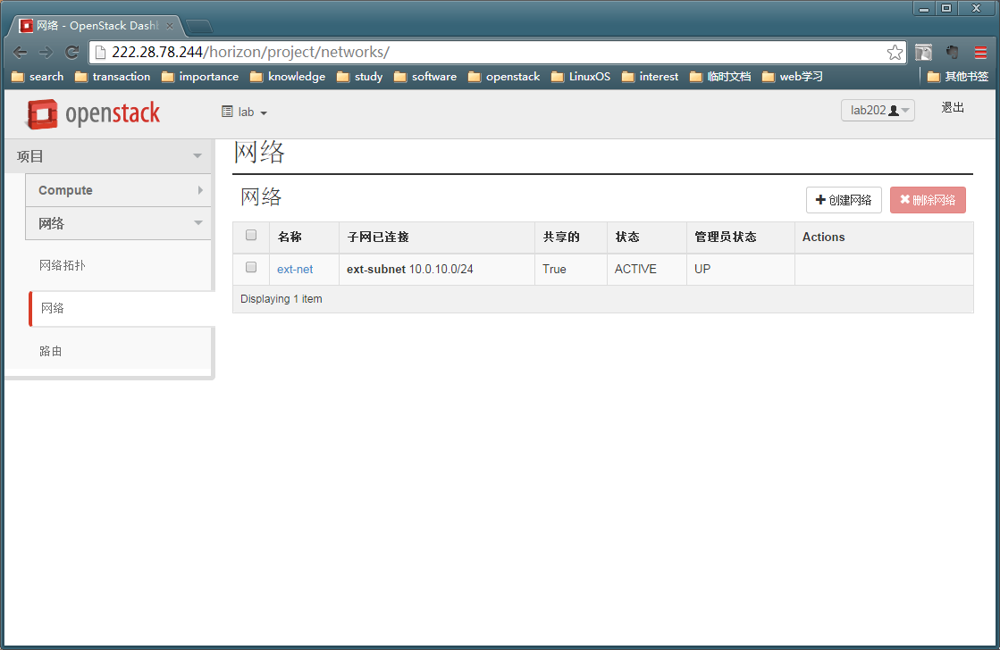 网络 - OpenStack Dashb
222.28.78.244/horizon/project/networks/
search transaction importance knowledge study software openstack LinuxOS interest 临时文档 web学习 其他书签
openstack lab lab202 退出
项目
Compute
网络
网络拓扑
网络
路由
网络
网络 创建网络 删除网络
名称 子网已连接 共享的 状态 管理员状态 Actions
ext-net ext-subnet 10.0.10.0/24 True ACTIVE UP
Displaying 1 item